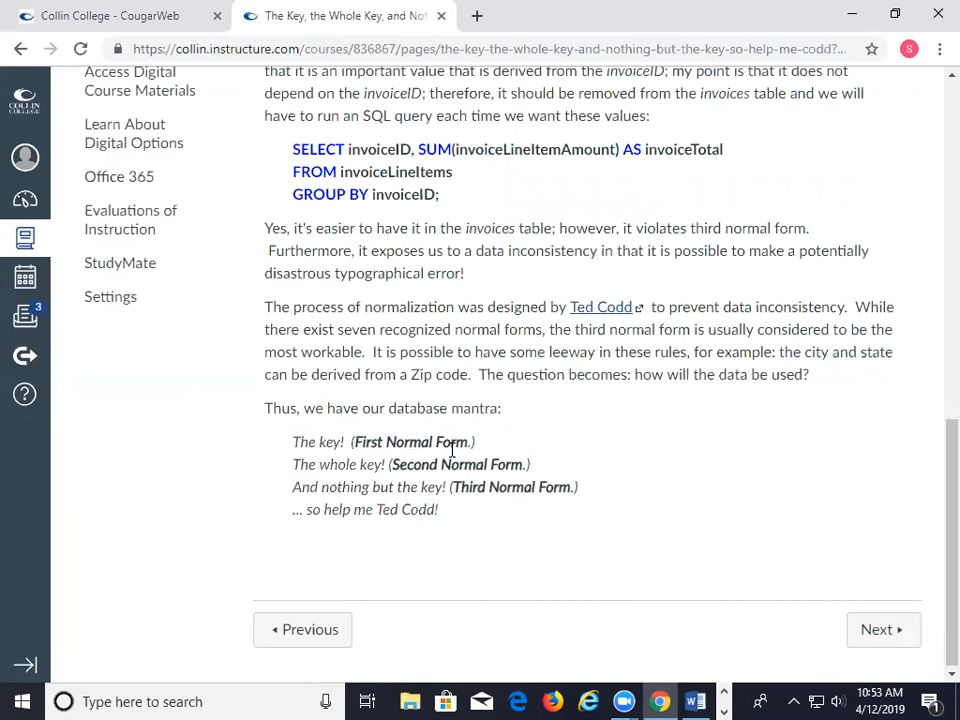 Collin College - CougarWeb
The Key, the Whole Key, and Not
https://collin.instructure.com/courses/836867/pages/the-key-the-whole-key-and-nothing-but-the-key-so-help-me-codd?...
S
COLLIN
COLLEGE
3
Access Digital
Course Materials
Learn About
Digital Options
Office 365
Evaluations of
Instruction
StudyMate
Settings
that it is an important value that is derived from the invoiceID; my point is that it does not
depend on the invoiceID; therefore, it should be removed from the invoices table and we will
have to run an SQL query each time we want these values:
SELECT invoiceID, SUM(invoiceLineItemAmount) AS invoiceTotal
FROM invoiceLineItems
GROUP BY invoiceID;
Yes, it's easier to have it in the invoices table; however, it violates third normal form.
Furthermore, it exposes us to a data inconsistency in that it is possible to make a potentially
disastrous typographical error!
The process of normalization was designed by Ted Codd to prevent data inconsistency. While
there exist seven recognized normal forms, the third normal form is usually considered to be the
most workable. It is possible to have some leeway in these rules, for example: the city and state
can be derived from a Zip code. The question becomes: how will the data be used?
Thus, we have our database mantra:
The key! (First Normal Form.)
The whole key! (Second Normal Form.)
And nothing but the key! (Third Normal Form.)
... so help me Ted Codd!
Previous
Next
Type here to search
10:53 AM
4/12/2019
1